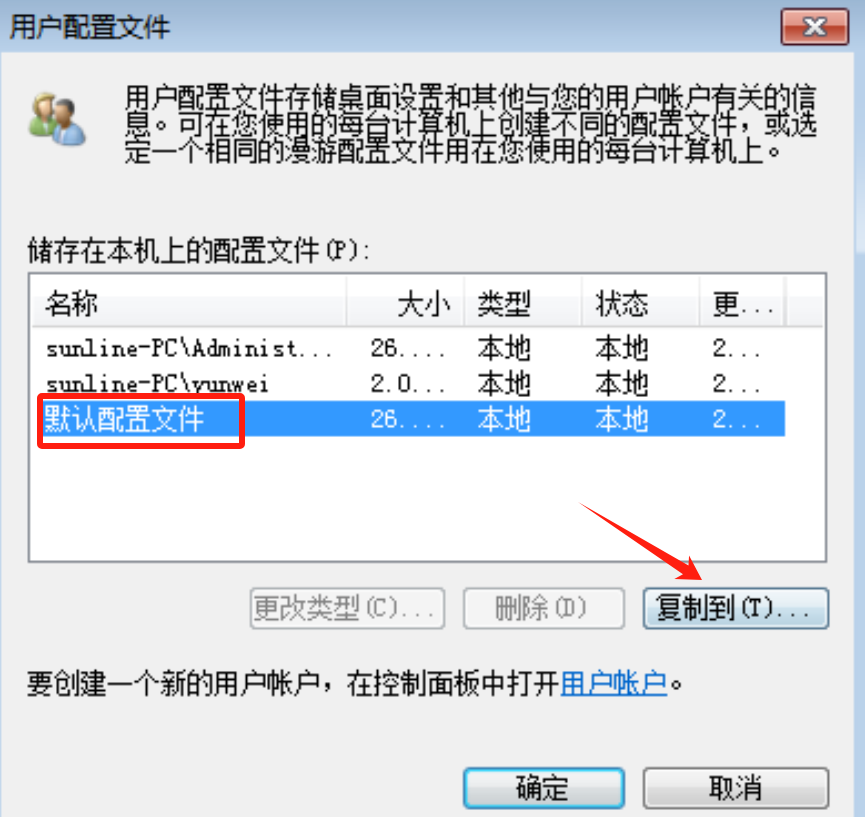 用户配置文件
用户配置文件存储桌面设置和其他与您的用户帐户有关的信
息。可在您使用的每台计算机上创建不同的配置文件，或选
定一个相同的漫游配置文件用在您使用的每台计算机上。
储存在本机上的配置文件(P):
名称 大小 类型 状态 更...
sunline-PC\Administ... 26.... 本地 本地 2...
sunline-PC\yunwei 2.0... 本地 本地 2...
默认配置文件 26.... 本地 本地 2...
更改类型(C)... 删除(D) 复制到(T)...
要创建一个新的用户帐户，在控制面板中打开用户帐户。
确定 取消